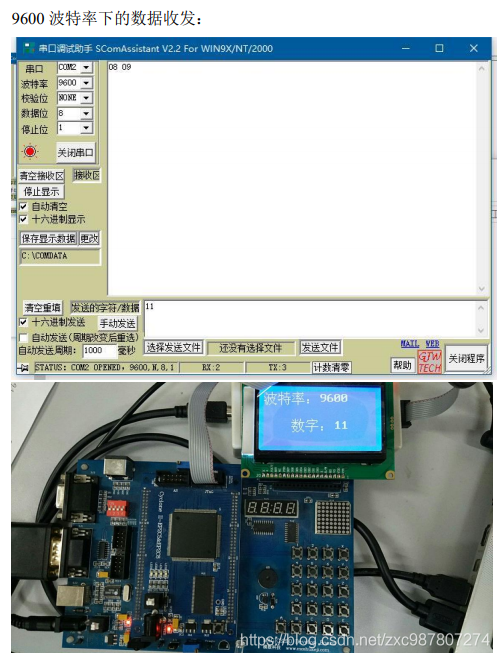 9600 波特率下的数据收发：
串口调试助手 SComAssistant V2.2 For WIN9X/NT/2000
串口 COM2
波特率 9600
校验位 NONE
数据位 8
停止位 1
关闭串口
08 09
清空接收区 接收区
停止显示
自动清空
十六进制显示
保存显示数据 更改
C:\COMDATA
清空重填 发送的字符/数据 11
十六进制发送 手动发送
自动发送(周期改变后重选)
自动发送周期: 1000 毫秒 选择发送文件 还没有选择文件 发送文件
MAIL WEB
GJW TECH
帮助 关闭程序
STATUS: COM2 OPENED, 9600,N,8,1 RX:2 TX:3 计数清零
波特率：9600
数字：11
https://blog.csdn.net/zxc987807274